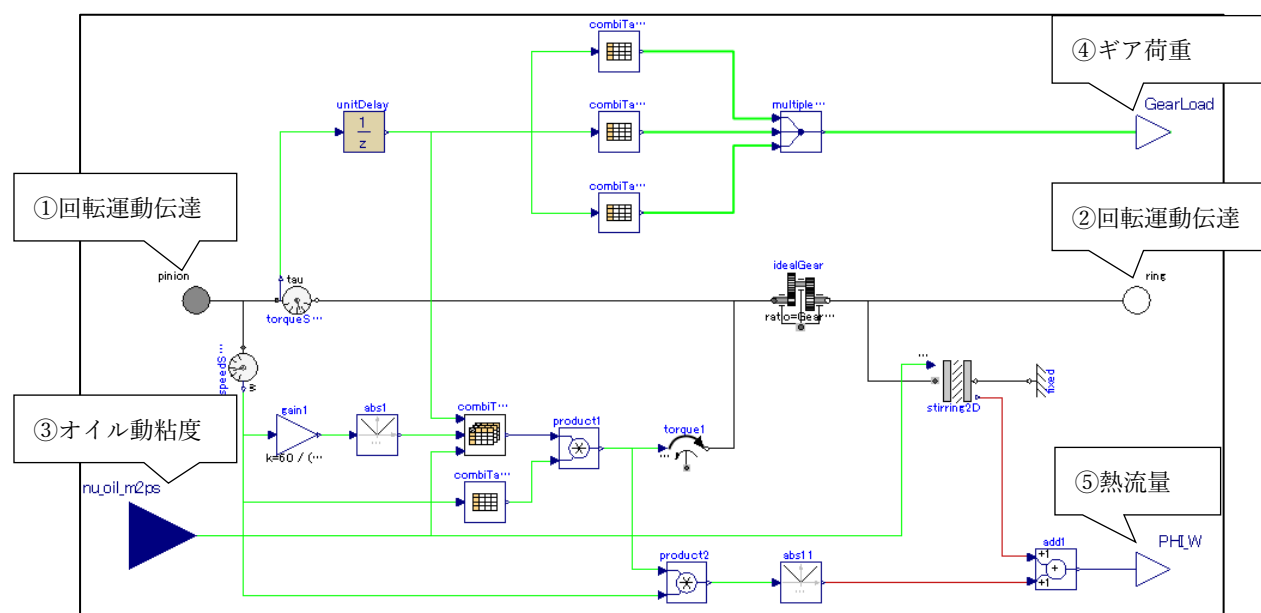 combiTa…
④ギア荷重
GearLoad
unitDelay
1
z
combiTa…
multiple…
combiTa…
①回転運動伝達
②回転運動伝達
pinion
tau
torqueS…
idealGear
ratio=Gear…
ring
speedS…
w
…
fixed
stirring2D
③オイル動粘度
gain1
k=60 / (…
abs1
…
combiT…
product1
torque1
…
combiTa…
nu_oil_m2ps
⑤熱流量
product2
abs11
…
add1
+1
+
+1
PHI_W